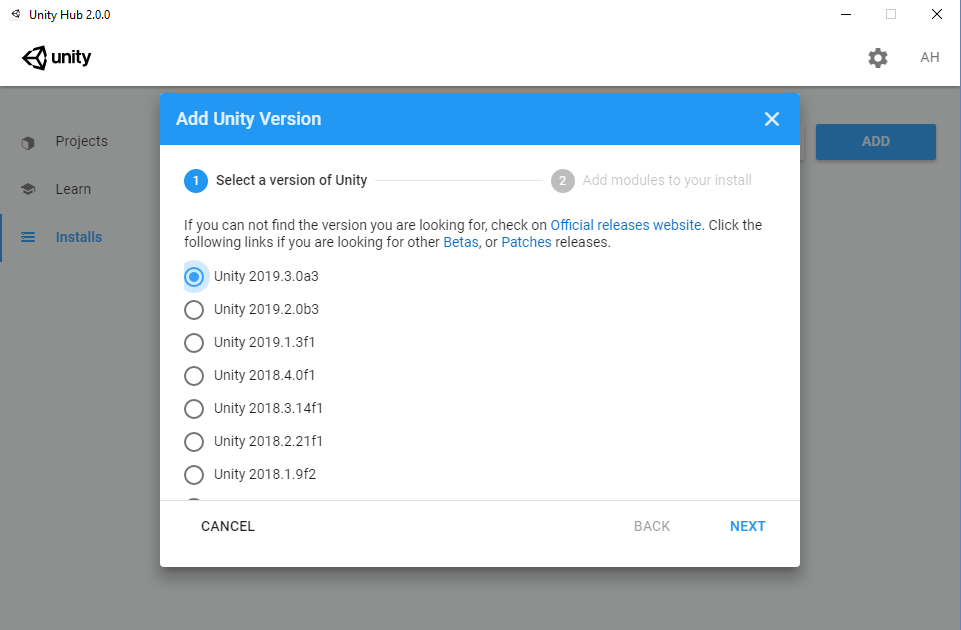 Unity Hub 2.0.0
unity
AH
Add Unity Version
Projects
ADD
1 Select a version of Unity
2 Add modules to your install
Learn
If you can not find the version you are looking for, check on Official releases website. Click the
Installs
following links if you are looking for other Betas, or Patches releases.
Unity 2019.3.0a3
Unity 2019.2.0b3
Unity 2019.1.3f1
Unity 2018.4.0f1
Unity 2018.3.14f1
Unity 2018.2.21f1
Unity 2018.1.9f2
CANCEL
BACK
NEXT